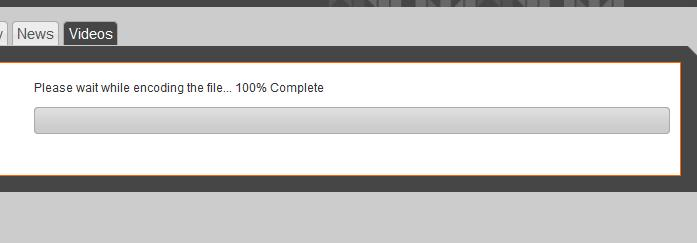 News Videos
Please wait while encoding the file... 100% Complete